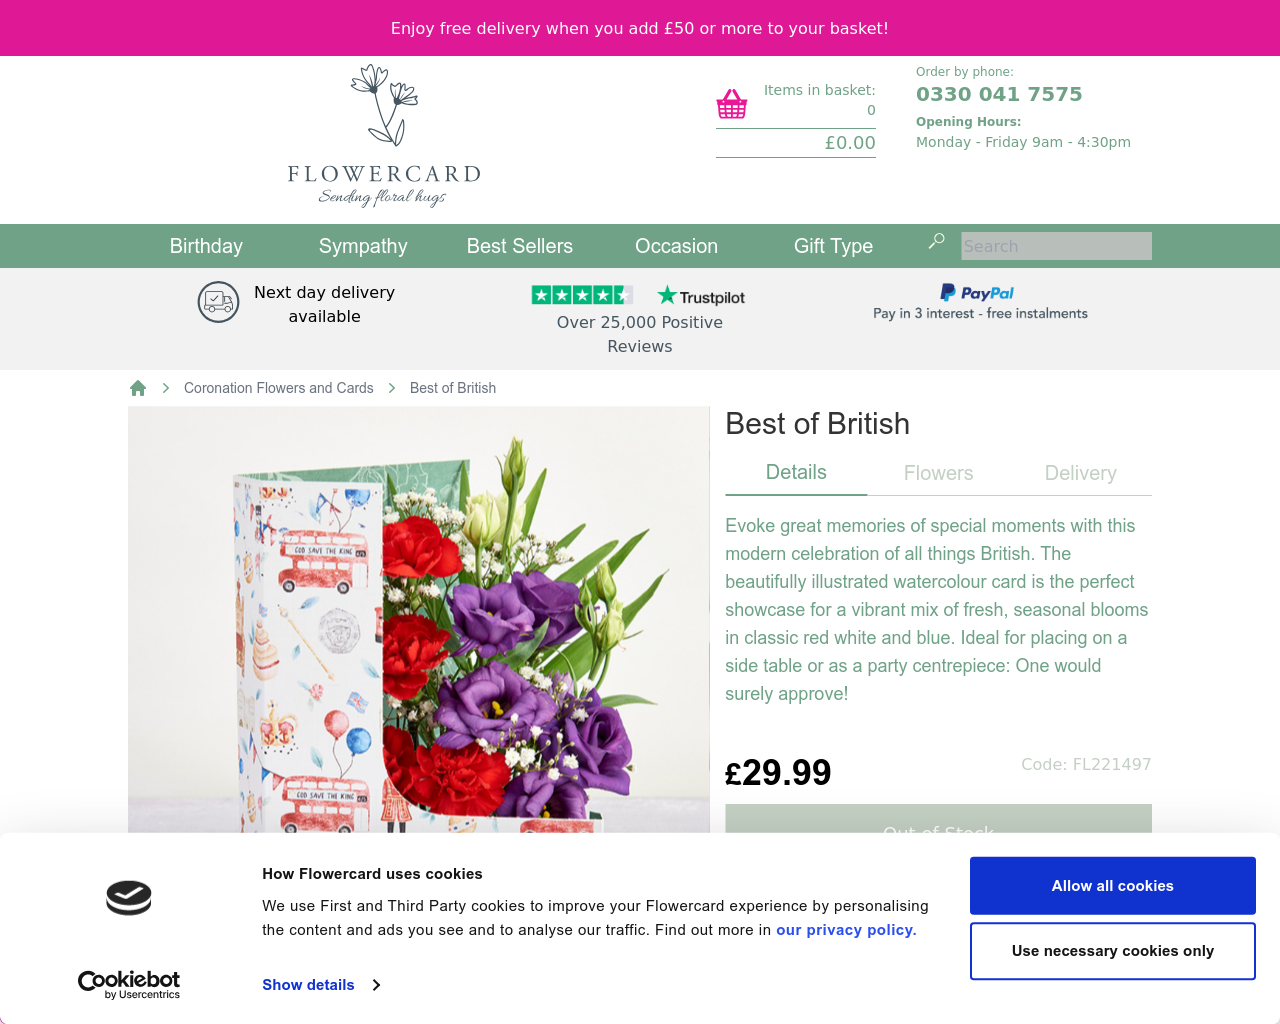 Enjoy free delivery when you add £50 or more to your basket!
FLOWERCARD
Sending floral hugs
Items in basket:
0
£0.00
Order by phone:
0330 041 7575
Opening Hours:
Monday - Friday 9am - 4:30pm
Birthday
Sympathy
Best Sellers
Occasion
Gift Type
Search
Next day delivery
available
Trustpilot
Over 25,000 Positive
Reviews
PayPal
Pay in 3 interest - free instalments
Coronation Flowers and Cards
Best of British
GOD SAVE THE KING
GOD SAVE THE KING
Best of British
Details
Flowers
Delivery
Evoke great memories of special moments with this
modern celebration of all things British. The
beautifully illustrated watercolour card is the perfect
showcase for a vibrant mix of fresh, seasonal blooms
in classic red white and blue. Ideal for placing on a
side table or as a party centrepiece: One would
surely approve!
£29.99
Code: FL221497
Out of Stock
Cookiebot
by Usercentrics
How Flowercard uses cookies
We use First and Third Party cookies to improve your Flowercard experience by personalising
the content and ads you see and to analyse our traffic. Find out more in our privacy policy.
Show details
Allow all cookies
Use necessary cookies only